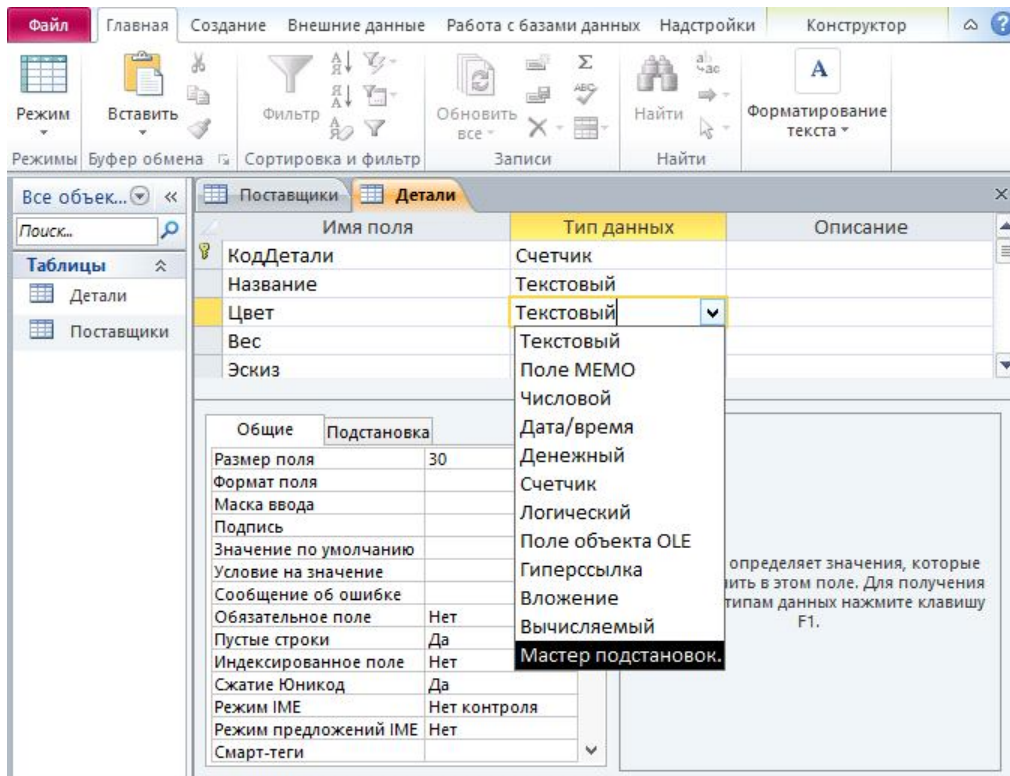 Файл Главная Создание Внешние данные Работа с базами данных Надстройки Конструктор
Режим Вставить Фильтр Обновить все Найти Форматирование текста
Режимы Буфер обмена Сортировка и фильтр Записи Найти
Все объек...
Поиск...
Таблицы
Детали
Поставщики
Поставщики Детали
Имя поля Тип данных Описание
КодДетали Счетчик
Название Текстовый
Цвет Текстовый
Вес
Эскиз
Текстовый
Поле МЕМО
Числовой
Дата/время
Денежный
Счетчик
Логический
Поле объекта OLE
Гиперссылка
Вложение
Вычисляемый
Мастер подстановок.
Общие Подстановка
Размер поля 30
Формат поля
Маска ввода
Подпись
Значение по умолчанию
Условие на значение
Сообщение об ошибке
Обязательное поле Нет
Пустые строки Да
Индексированное поле Нет
Сжатие Юникод Да
Режим IME Нет контроля
Режим предложений IME Нет
Смарт-теги
определяет значения, которые
в этом поле. Для получения
типам данных нажмите клавишу
F1.